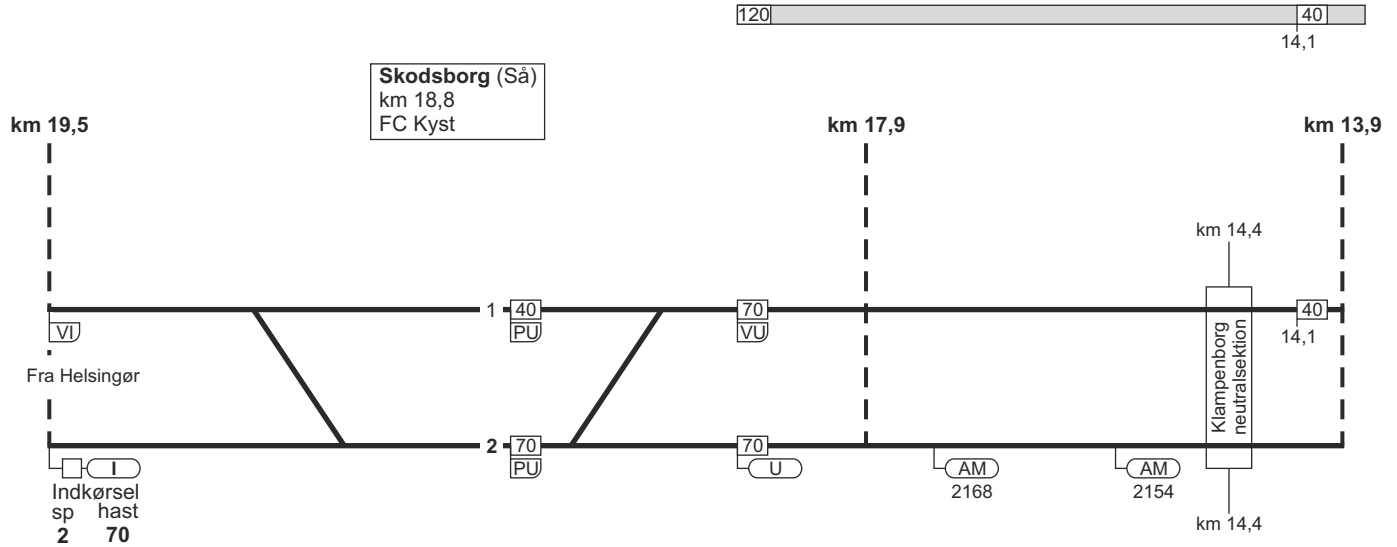 120
40
14,1
Skodsborg (Så)
km 18,8
FC Kyst
km 19,5
km 17,9
km 13,9
km 14,4
1
40
70
40
VI
PU
VU
14,1
Klampenborg
neutralsektion
Fra Helsingør
2
70
70
I
PU
U
AM
AM
Indkørsel
2168
2154
sp hast
2 70
km 14,4